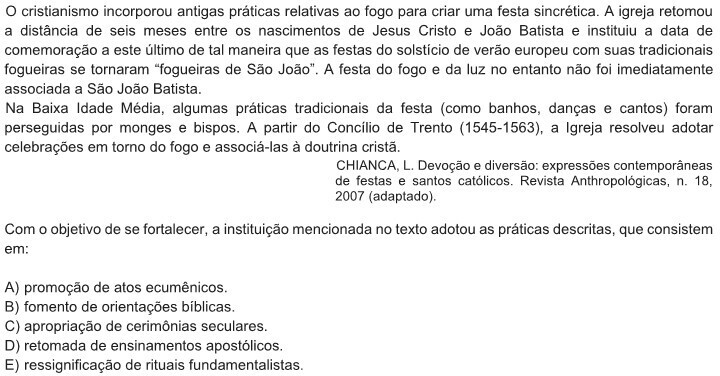 O cristianismo incorporou antigas práticas relativas ao fogo para criar uma festa sincrética. A igreja retomou
a distância de seis meses entre os nascimentos de Jesus Cristo e João Batista e instituiu a data de
comemoração a este último de tal maneira que as festas do solstício de verão europeu com suas tradicionais
fogueiras se tornaram “fogueiras de São João”. A festa do fogo e da luz no entanto não foi imediatamente
associada a São João Batista.
Na Baixa Idade Média, algumas práticas tradicionais da festa (como banhos, danças e cantos) foram
perseguidas por monges e bispos. A partir do Concílio de Trento (1545-1563), a Igreja resolveu adotar
celebrações em torno do fogo e associá-las à doutrina cristã.
CHIANCA, L. Devoção e diversão: expressões contemporâneas
de festas e santos católicos. Revista Anthropológicas, n. 18,
2007 (adaptado).
Com o objetivo de se fortalecer, a instituição mencionada no texto adotou as práticas descritas, que consistem
em:
A) promoção de atos ecumênicos.
B) fomento de orientações bíblicas.
C) apropriação de cerimônias seculares.
D) retomada de ensinamentos apostólicos.
E) ressignificação de rituais fundamentalistas.